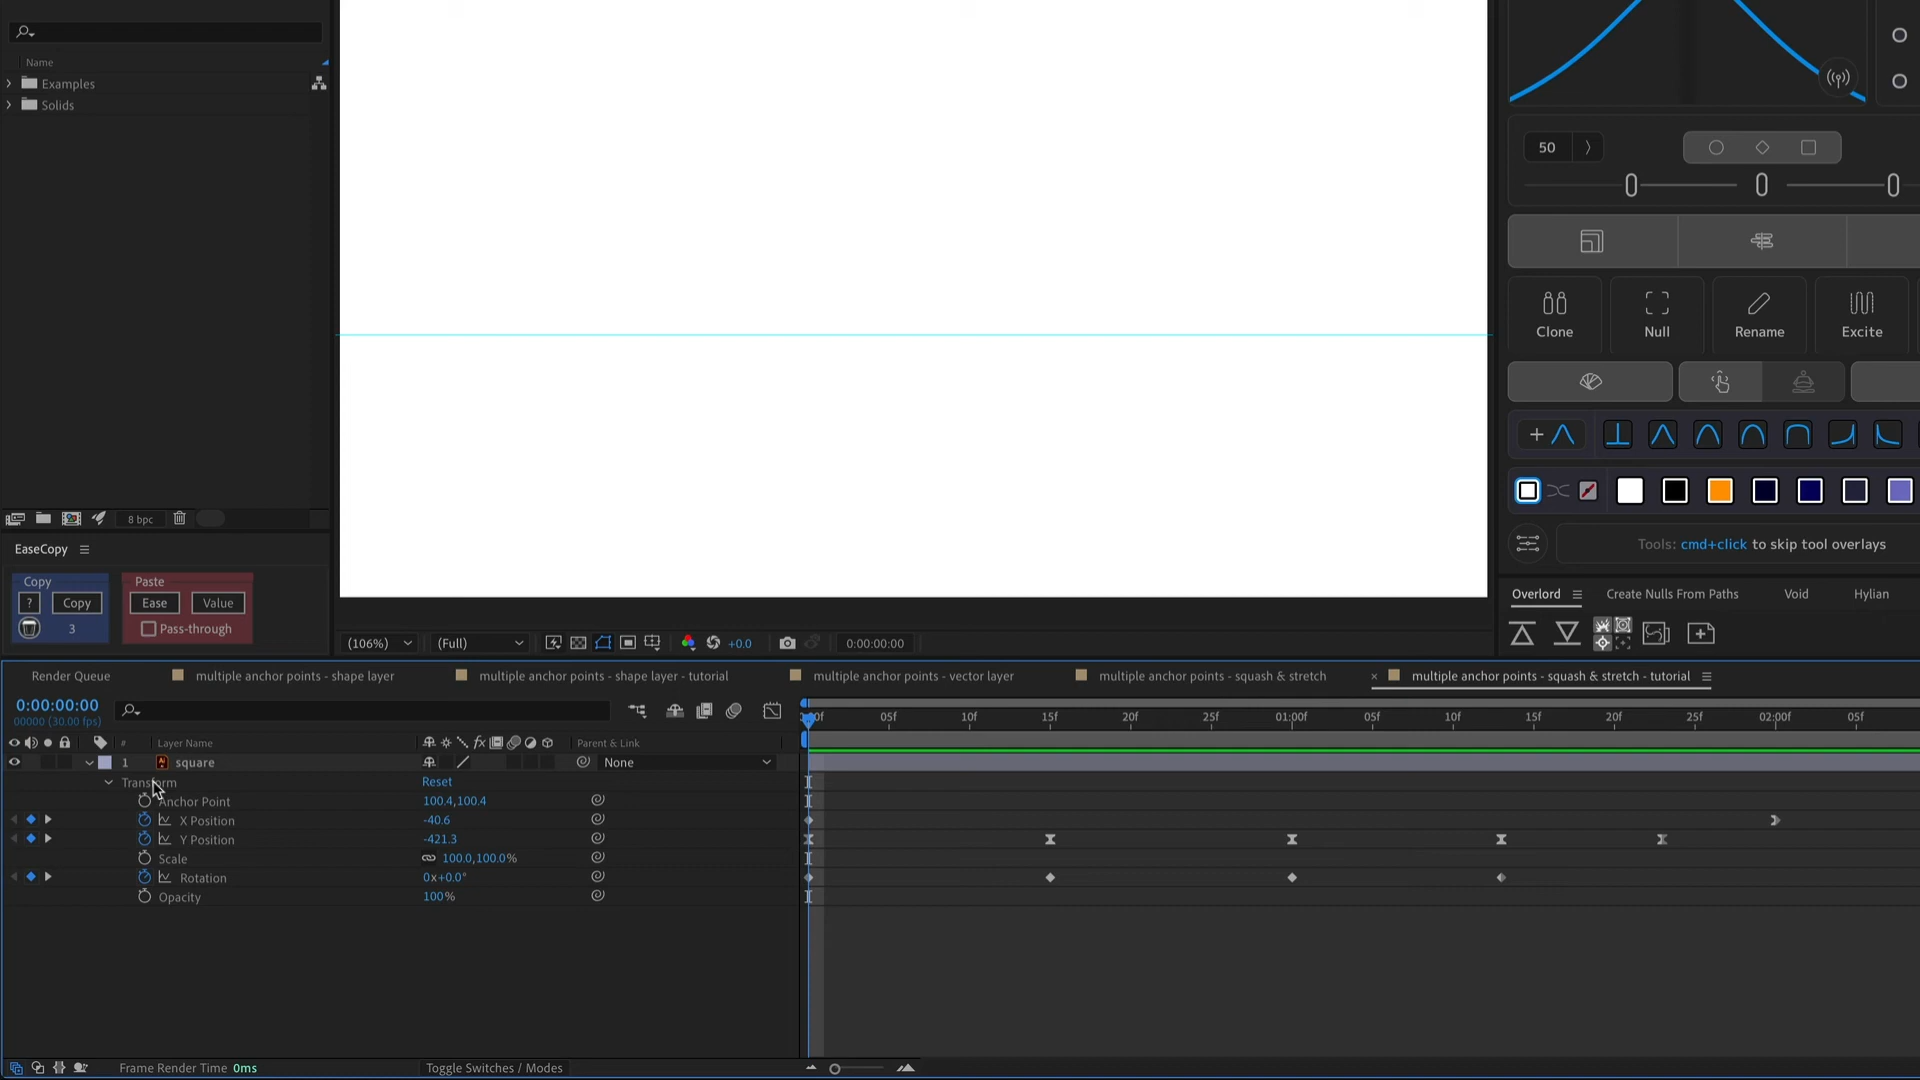 Name
Examples
Solids
8 bpc
EaseCopy
Copy
? Copy
3
Paste
Ease Value
Pass-through
(106%) (Full) +0.0 0:00:00:00
50
Clone Null Rename Excite
Tools: cmd+click to skip tool overlays
Overlord Create Nulls From Paths Void Hylian
Render Queue multiple anchor points - shape layer multiple anchor points - shape layer - tutorial multiple anchor points - vector layer multiple anchor points - squash & stretch × multiple anchor points - squash & stretch - tutorial
0:00:00:00
00000 (30.00 fps)
05f 10f 15f 20f 25f 01:00f 05f 10f 15f 20f 25f 02:00f 05f
# Layer Name fx Parent & Link
1 Ai square None
Transform Reset
Anchor Point 100.4,100.4
X Position -40.6
Y Position -421.3
Scale 100.0,100.0%
Rotation 0x+0.0°
Opacity 100%
Frame Render Time 0ms Toggle Switches / Modes